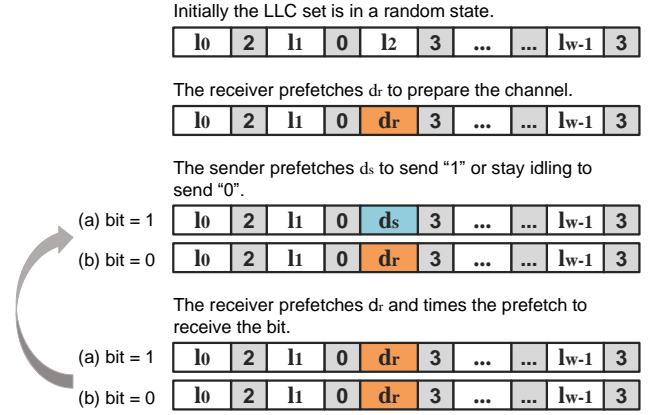 Initially the LLC set is in a random state.
l0 2 l1 0 l2 3 ... ... lw-1 3
The receiver prefetches dr to prepare the channel.
l0 2 l1 0 dr 3 ... ... lw-1 3
The sender prefetches ds to send “1” or stay idling to
send “0”.
(a) bit = 1 l0 2 l1 0 ds 3 ... ... lw-1 3
(b) bit = 0 l0 2 l1 0 dr 3 ... ... lw-1 3
The receiver prefetches dr and times the prefetch to
receive the bit.
(a) bit = 1 l0 2 l1 0 dr 3 ... ... lw-1 3
(b) bit = 0 l0 2 l1 0 dr 3 ... ... lw-1 3